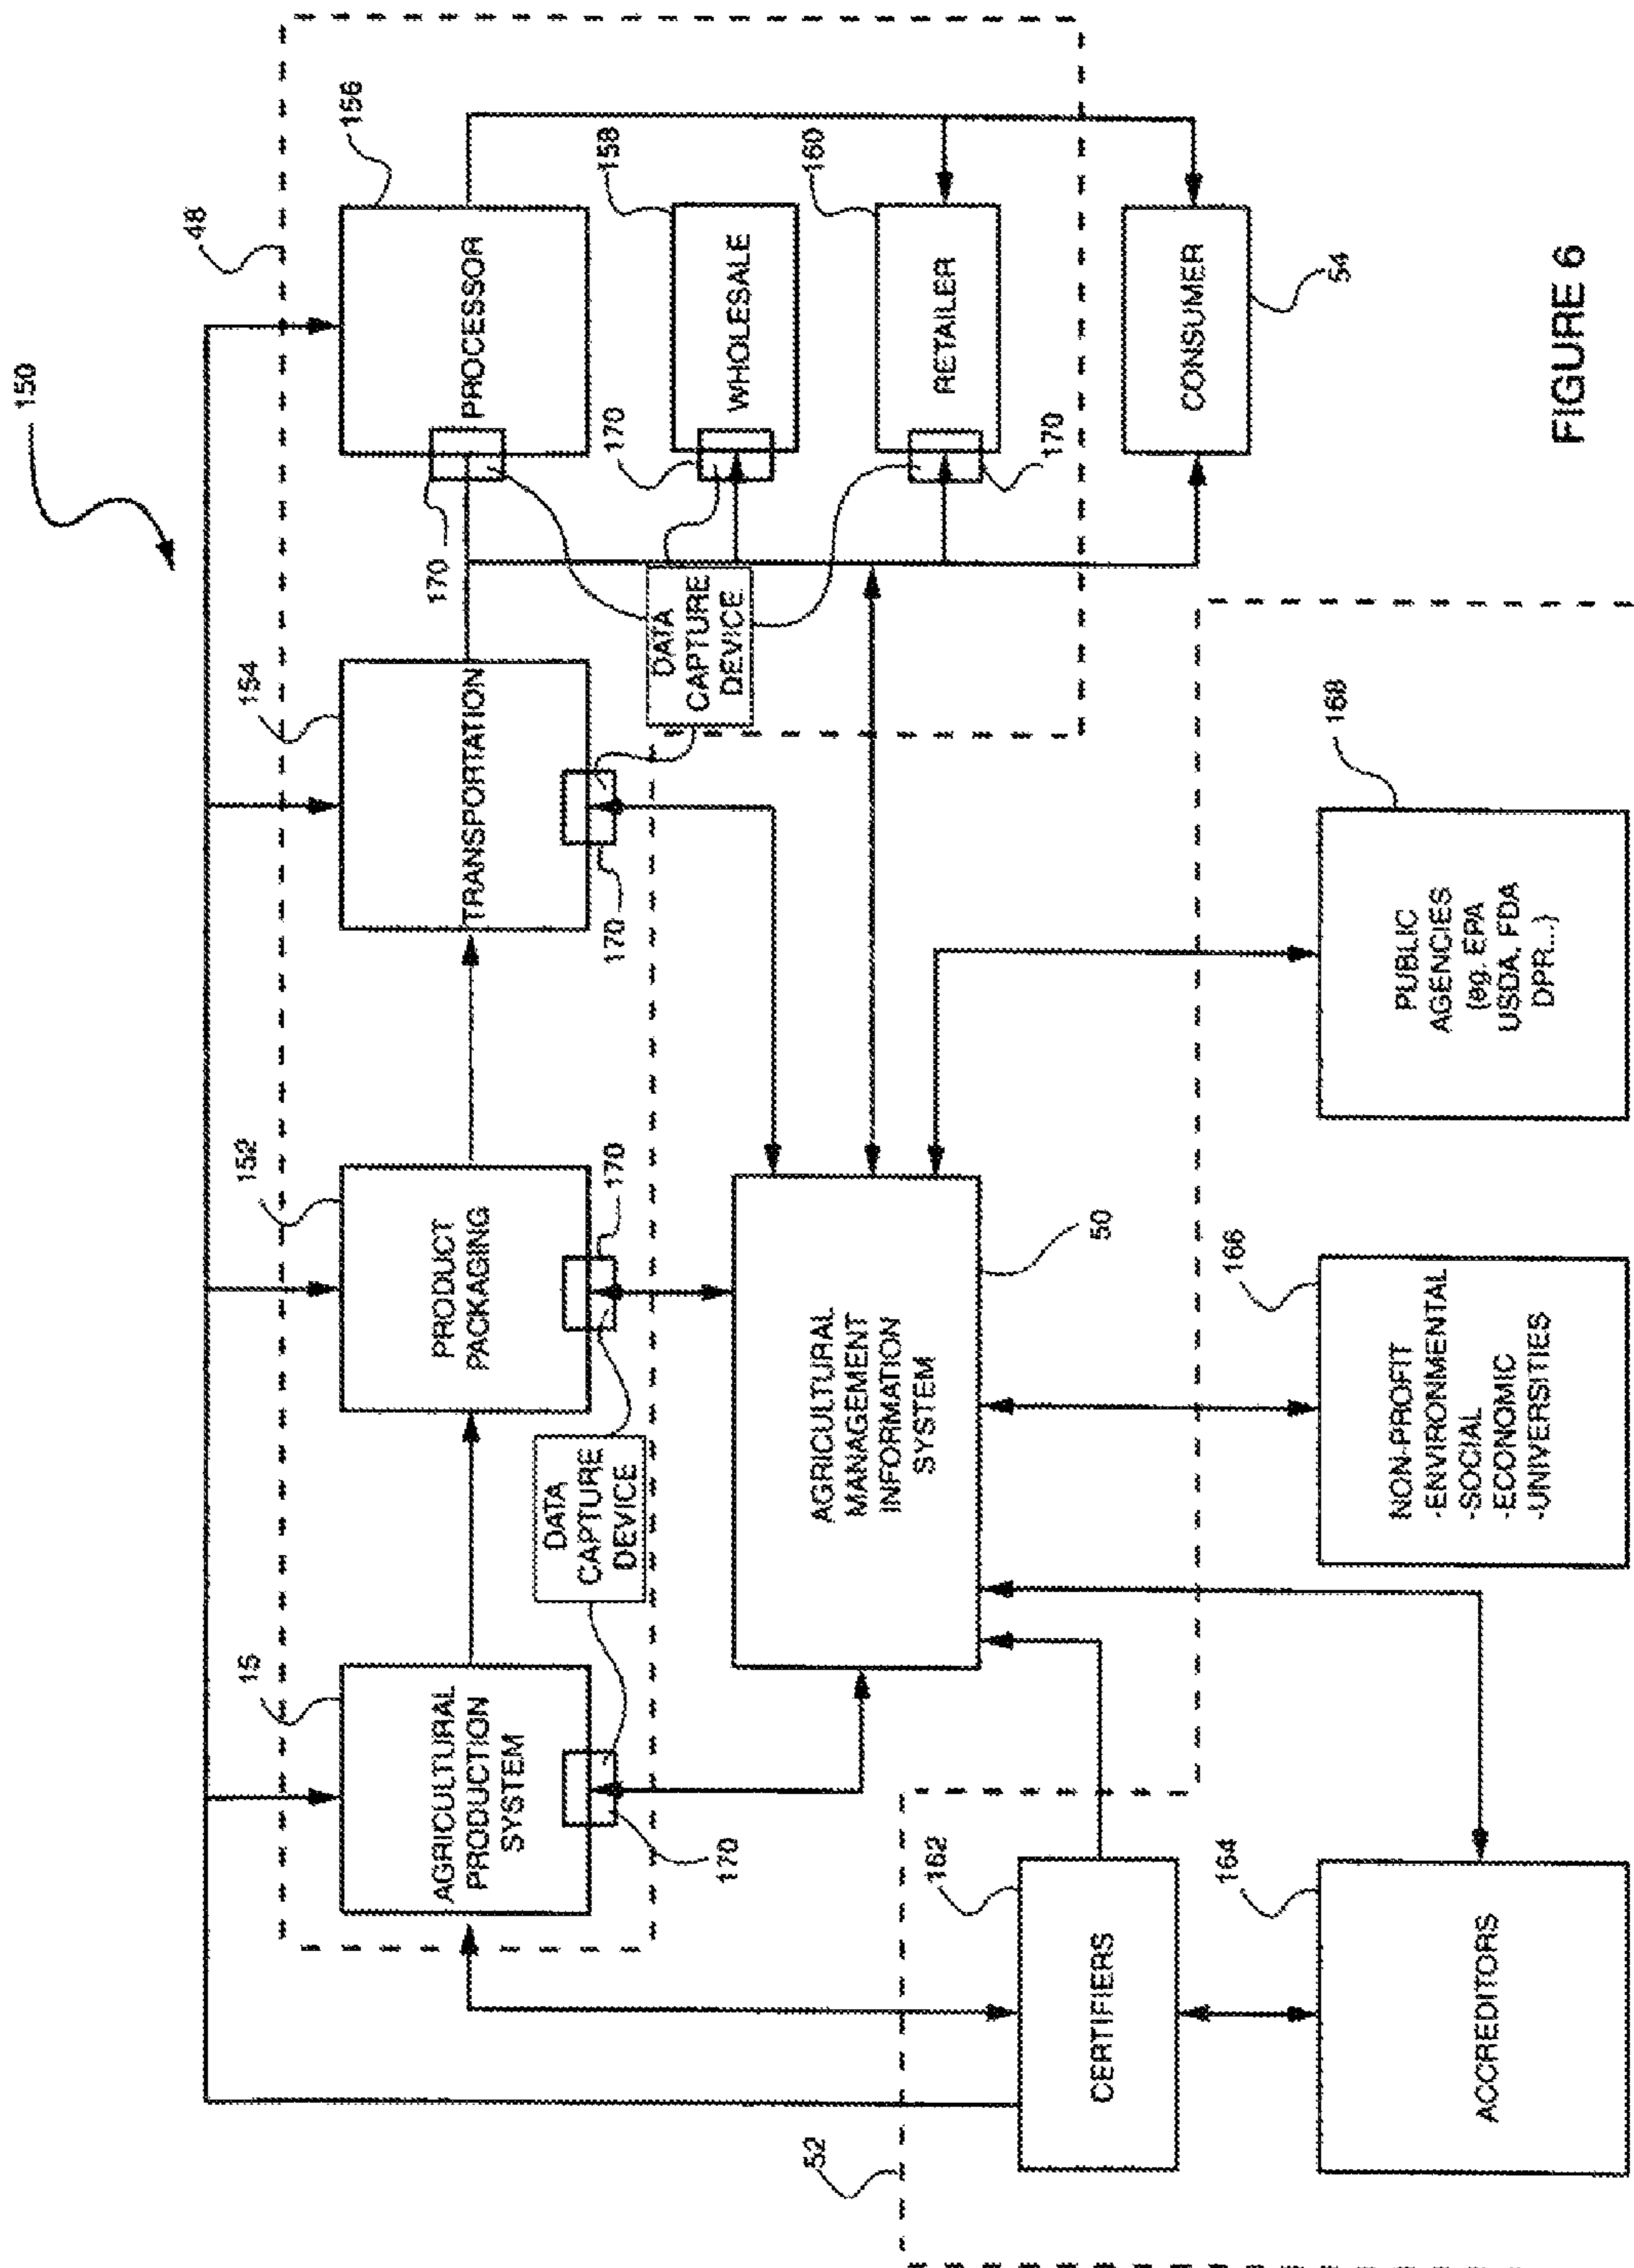 150
48
15
AGRICULTURAL
PRODUCTION
SYSTEM
170
152
PRODUCT
PACKAGING
170
154
TRANSPORTATION
170
156
PROCESSOR
170
DATA
CAPTURE
DEVICE
DATA
CAPTURE
DEVICE
158
WHOLESALE
170
160
RETAILER
170
CONSUMER
54
AGRICULTURAL
MANAGEMENT
INFORMATION
SYSTEM
50
52
162
CERTIFIERS
164
ACCREDITORS
166
NON-PROFIT
-ENVIRONMENTAL
-SOCIAL
-ECONOMIC
-UNIVERSITIES
168
PUBLIC
AGENCIES
(eg. EPA
USDA, FDA
DPR...)
FIGURE 6